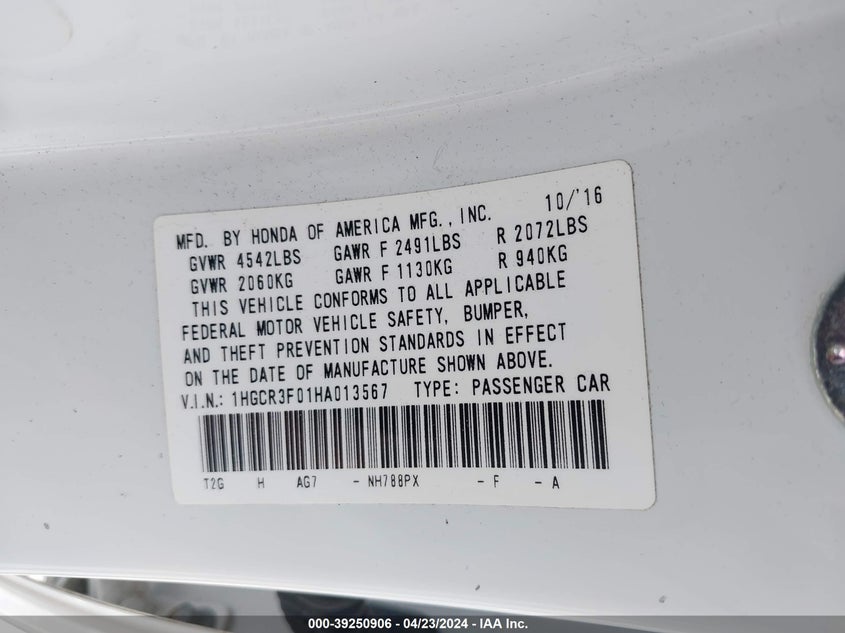 10/'16
MFD. BY HONDA OF AMERICA MFG., INC.
GVWR 4542LBS GAWR F 2491LBS R 2072LBS
GVWR 2060KG GAWR F 1130KG R 940KG
THIS VEHICLE CONFORMS TO ALL APPLICABLE
FEDERAL MOTOR VEHICLE SAFETY, BUMPER,
AND THEFT PREVENTION STANDARDS IN EFFECT
ON THE DATE OF MANUFACTURE SHOWN ABOVE.
V.I.N.: 1HGCR3F01HA013567 TYPE: PASSENGER CAR
T2G H AG7 - NH788PX - F - A
000-39250906 - 04/23/2024 - IAA Inc.